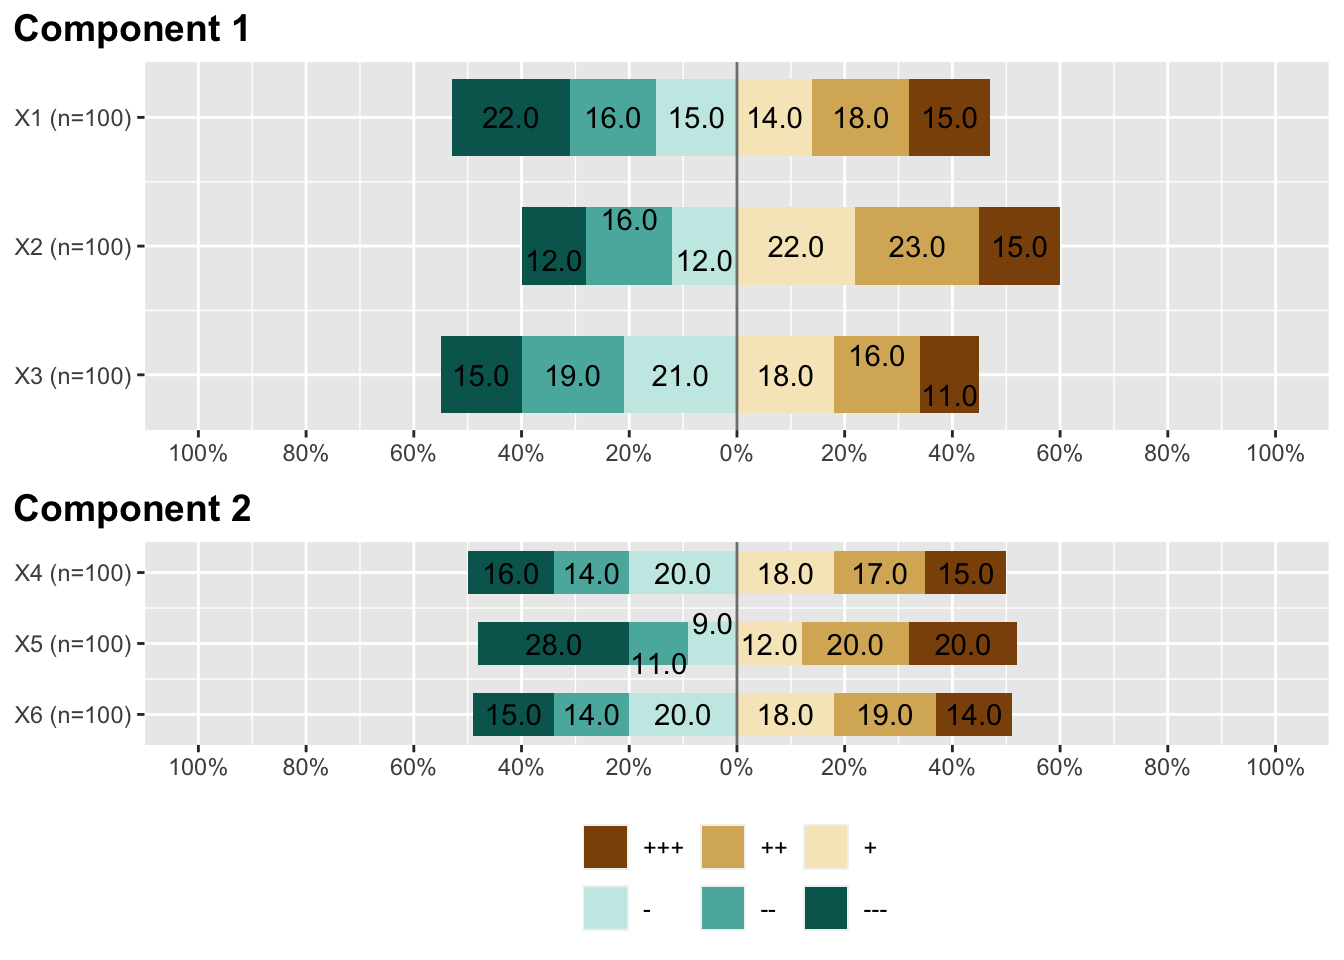 Component 1
X1 (n=100) 22.0 16.0 15.0 14.0 18.0 15.0
X2 (n=100) 12.0 16.0 12.0 22.0 23.0 15.0
X3 (n=100) 15.0 19.0 21.0 18.0 16.0 11.0
100% 80% 60% 40% 20% 0% 20% 40% 60% 80% 100%
Component 2
X4 (n=100) 16.0 14.0 20.0 18.0 17.0 15.0
X5 (n=100) 28.0 11.0 9.0 12.0 20.0 20.0
X6 (n=100) 15.0 14.0 20.0 18.0 19.0 14.0
100% 80% 60% 40% 20% 0% 20% 40% 60% 80% 100%
+++ ++ +
- -- ---